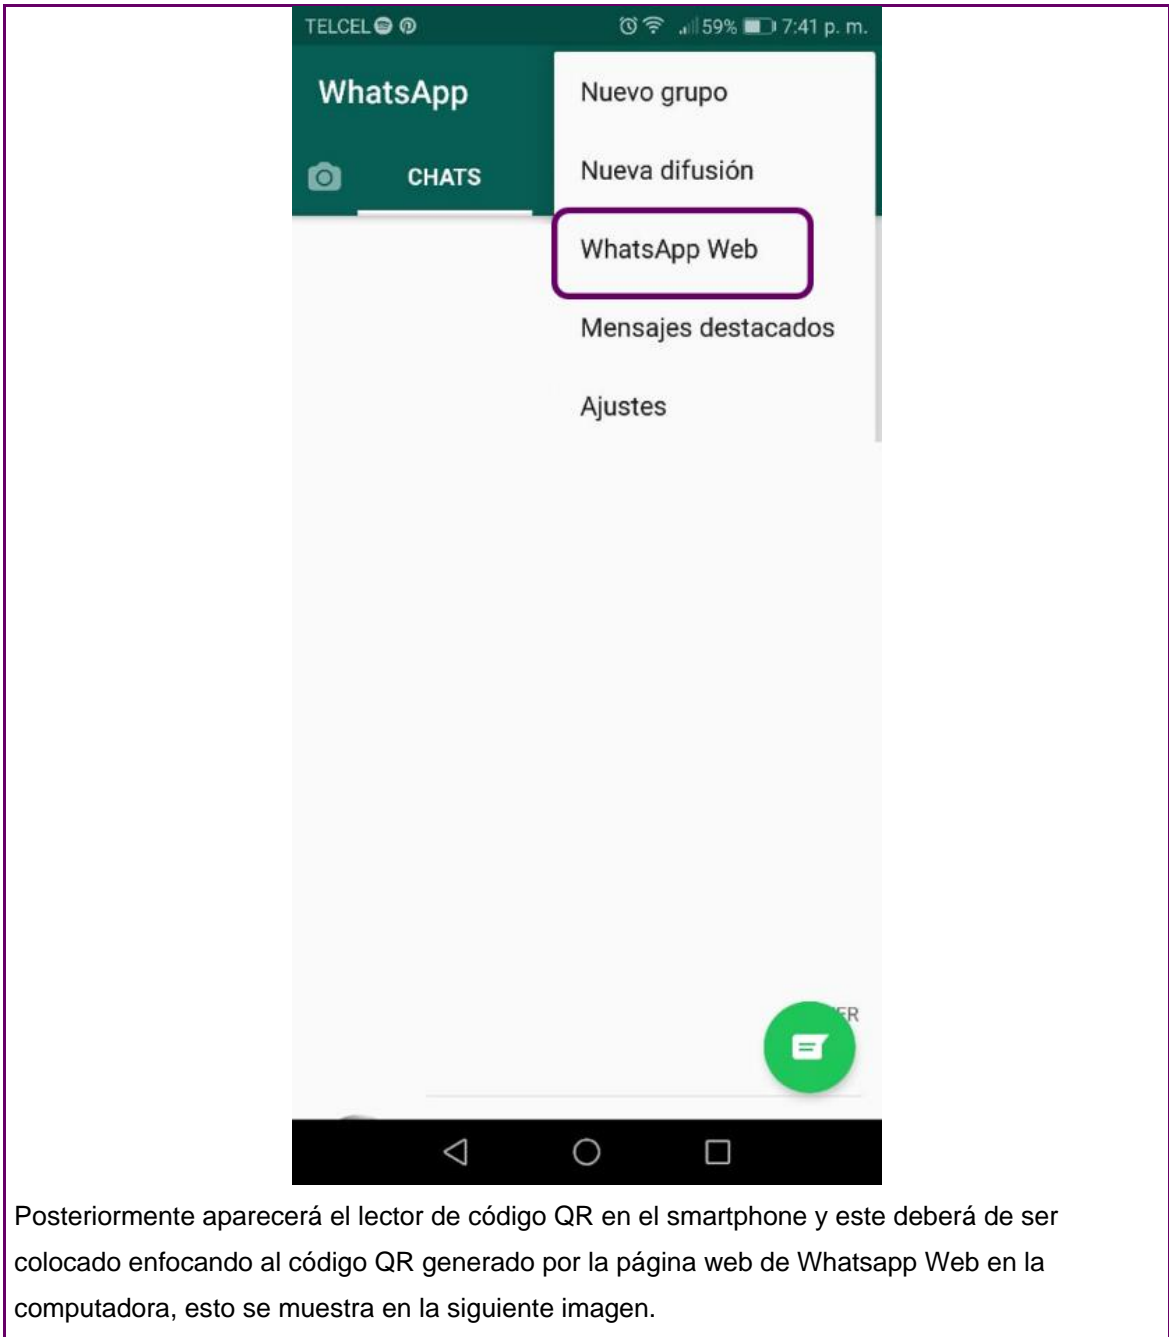 TELCEL 59% 7:41 p. m.
WhatsApp
Nuevo grupo
Nueva difusión
CHATS
WhatsApp Web
Mensajes destacados
Ajustes
Posteriormente aparecerá el lector de código QR en el smartphone y este deberá de ser
colocado enfocando al código QR generado por la página web de Whatsapp Web en la
computadora, esto se muestra en la siguiente imagen.